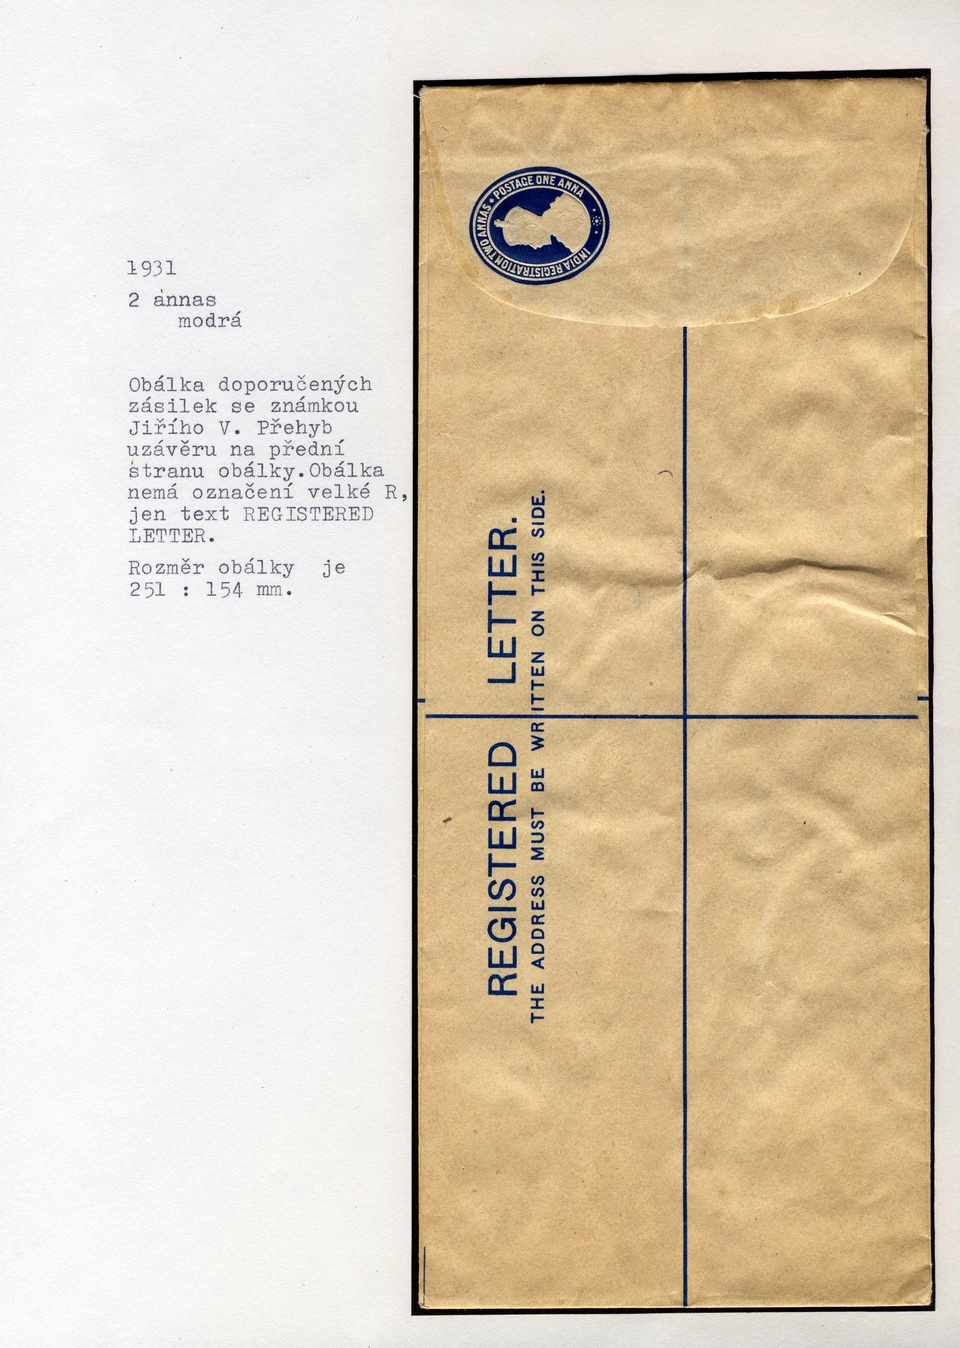 1931
2 annas
modrá
Obálka doporučených
zásilek se známkou
Jiřího V. Přehyb
uzávěru na přední
stranu obálky.Obálka
nemá označení velké R,
jen text REGISTERED
LETTER.
Rozměr obálky je
251 : 154 mm.
INDIA REGISTRATION TWO ANNAS • POSTAGE ONE ANNA
REGISTERED LETTER.
THE ADDRESS MUST BE WRITTEN ON THIS SIDE.